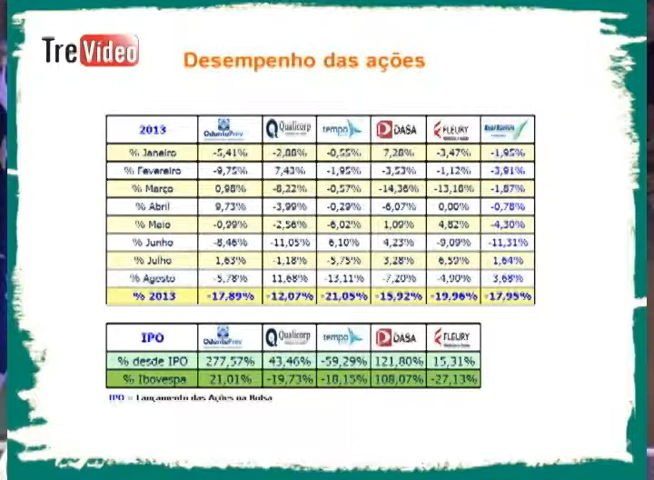 TreVídeo
Desempenho das ações
2013 OdontoPrev Qualicorp tempo DASA FLEURY
% Janeiro -5,41% -2,88% -0,55% 7,28% -3,47% -1,95%
% Fevereiro -9,75% 7,43% -1,95% -3,53% -1,12% -3,91%
% Março 0,98% -8,22% -0,57% -14,36% -13,18% -1,87%
% Abril 9,73% -3,99% -0,29% -6,07% 0,00% -0,78%
% Maio -0,99% -2,56% -6,02% 1,09% 4,82% -4,30%
% Junho -8,46% -11,05% 6,10% 4,23% -9,09% -11,31%
% Julho 1,63% -1,18% -5,75% 3,28% 6,59% 1,64%
% Agosto -5,78% 11,68% -13,11% -7,20% -4,90% 3,68%
% 2013 -17,89% -12,07% -21,05% -15,92% -19,96% -17,95%
IPO OdontoPrev Qualicorp tempo DASA FLEURY
% desde IPO 277,57% 43,46% -59,29% 121,80% 15,31%
% Ibovespa 21,01% -19,73% -18,15% 108,07% -27,13%
IPO = Lançamento das Ações na Bolsa